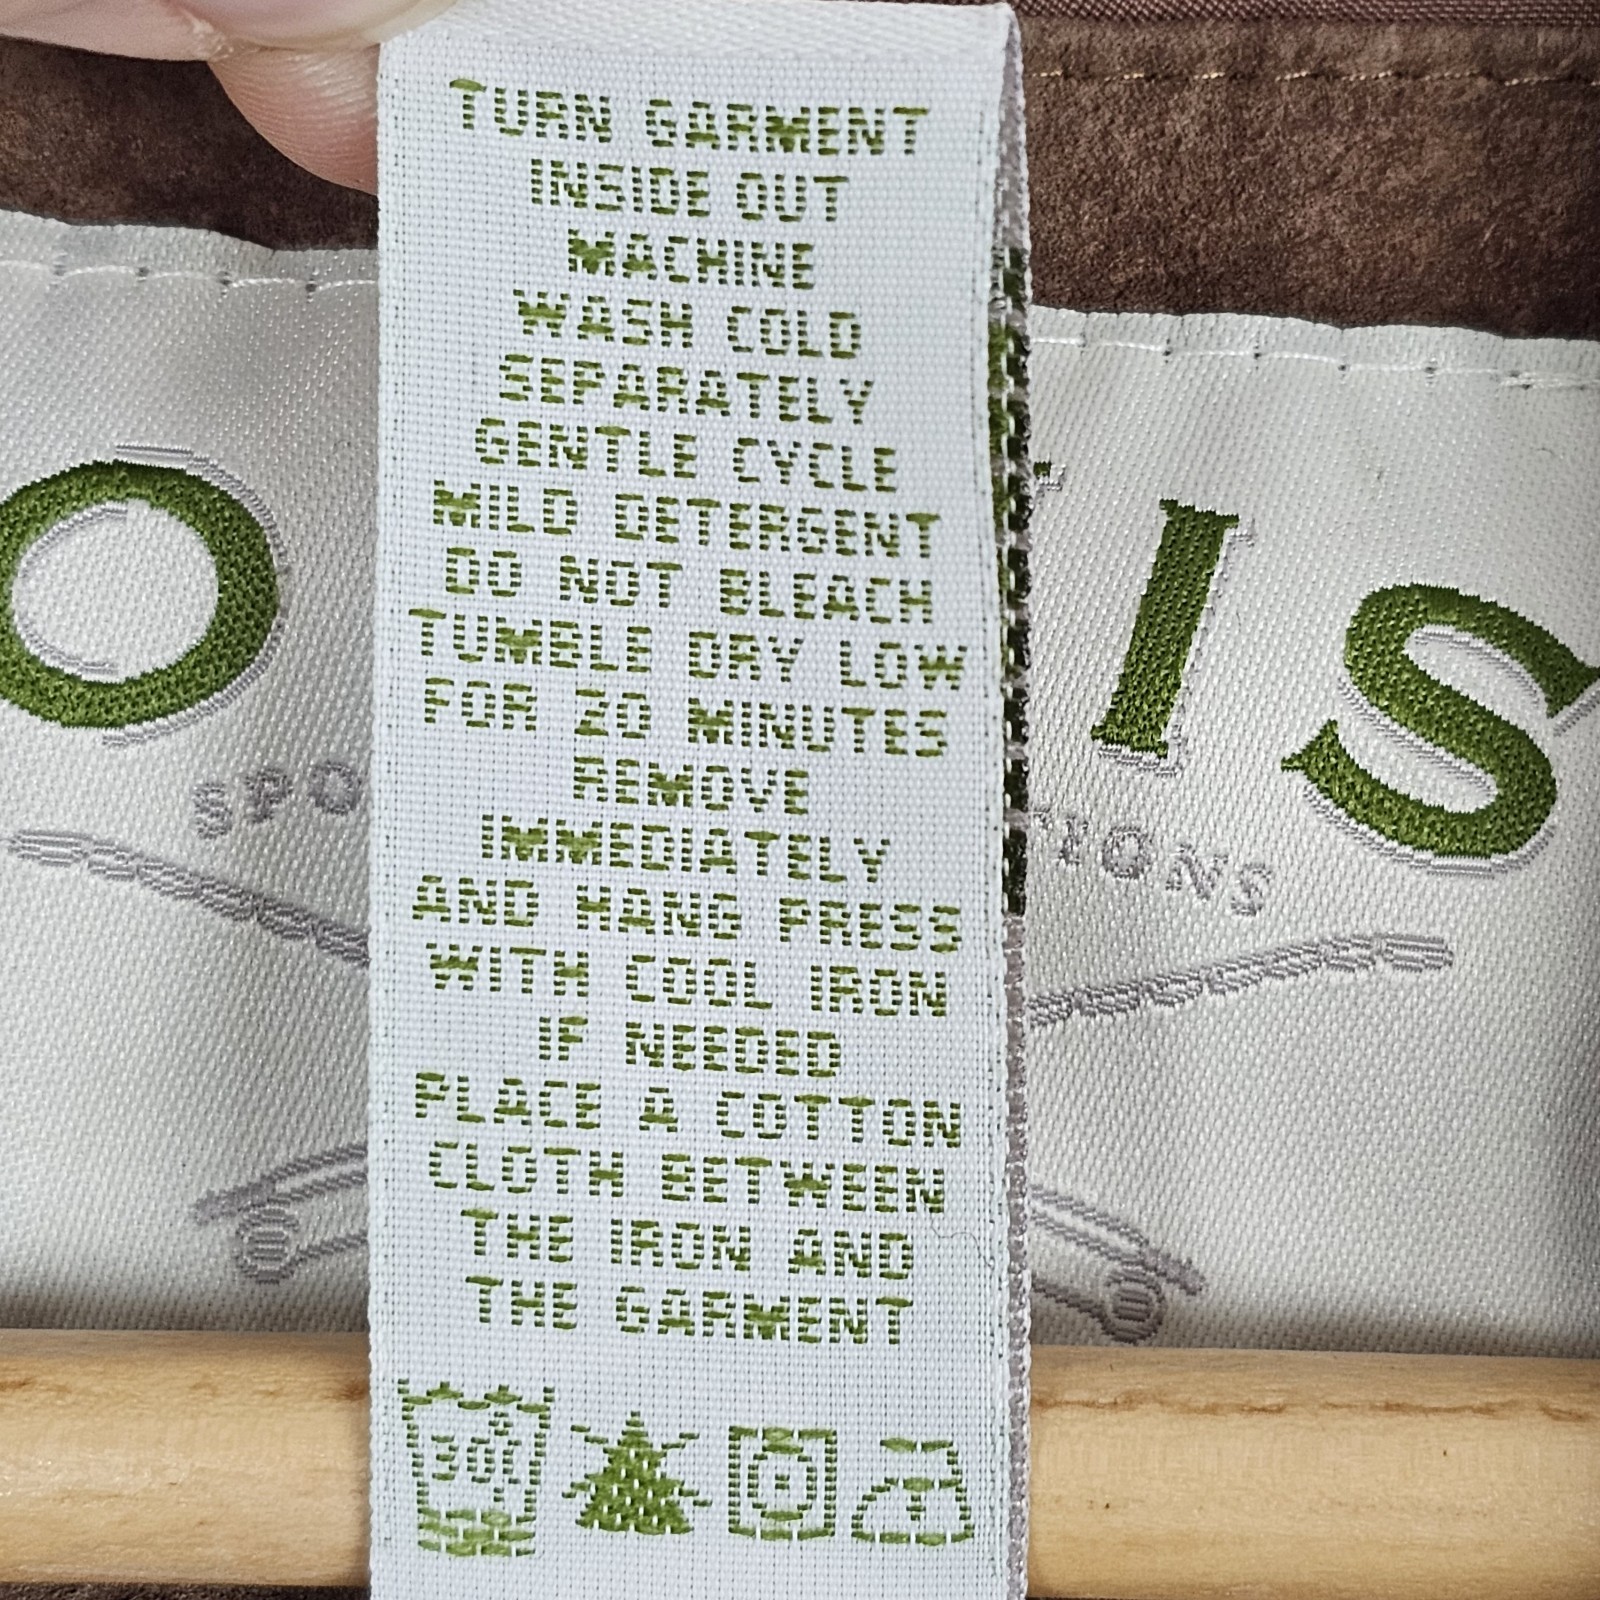 TURN GARMENT
INSIDE OUT
MACHINE
WASH COLD
SEPARATELY
GENTLE CYCLE
MILD DETERGENT
DO NOT BLEACH
TUMBLE DRY LOW
FOR 20 MINUTES
REMOVE
IMMEDIATELY
AND HANG PRESS
WITH COOL IRON
IF NEEDED
PLACE A COTTON
CLOTH BETWEEN
THE IRON AND
THE GARMENT
30°C
O IS